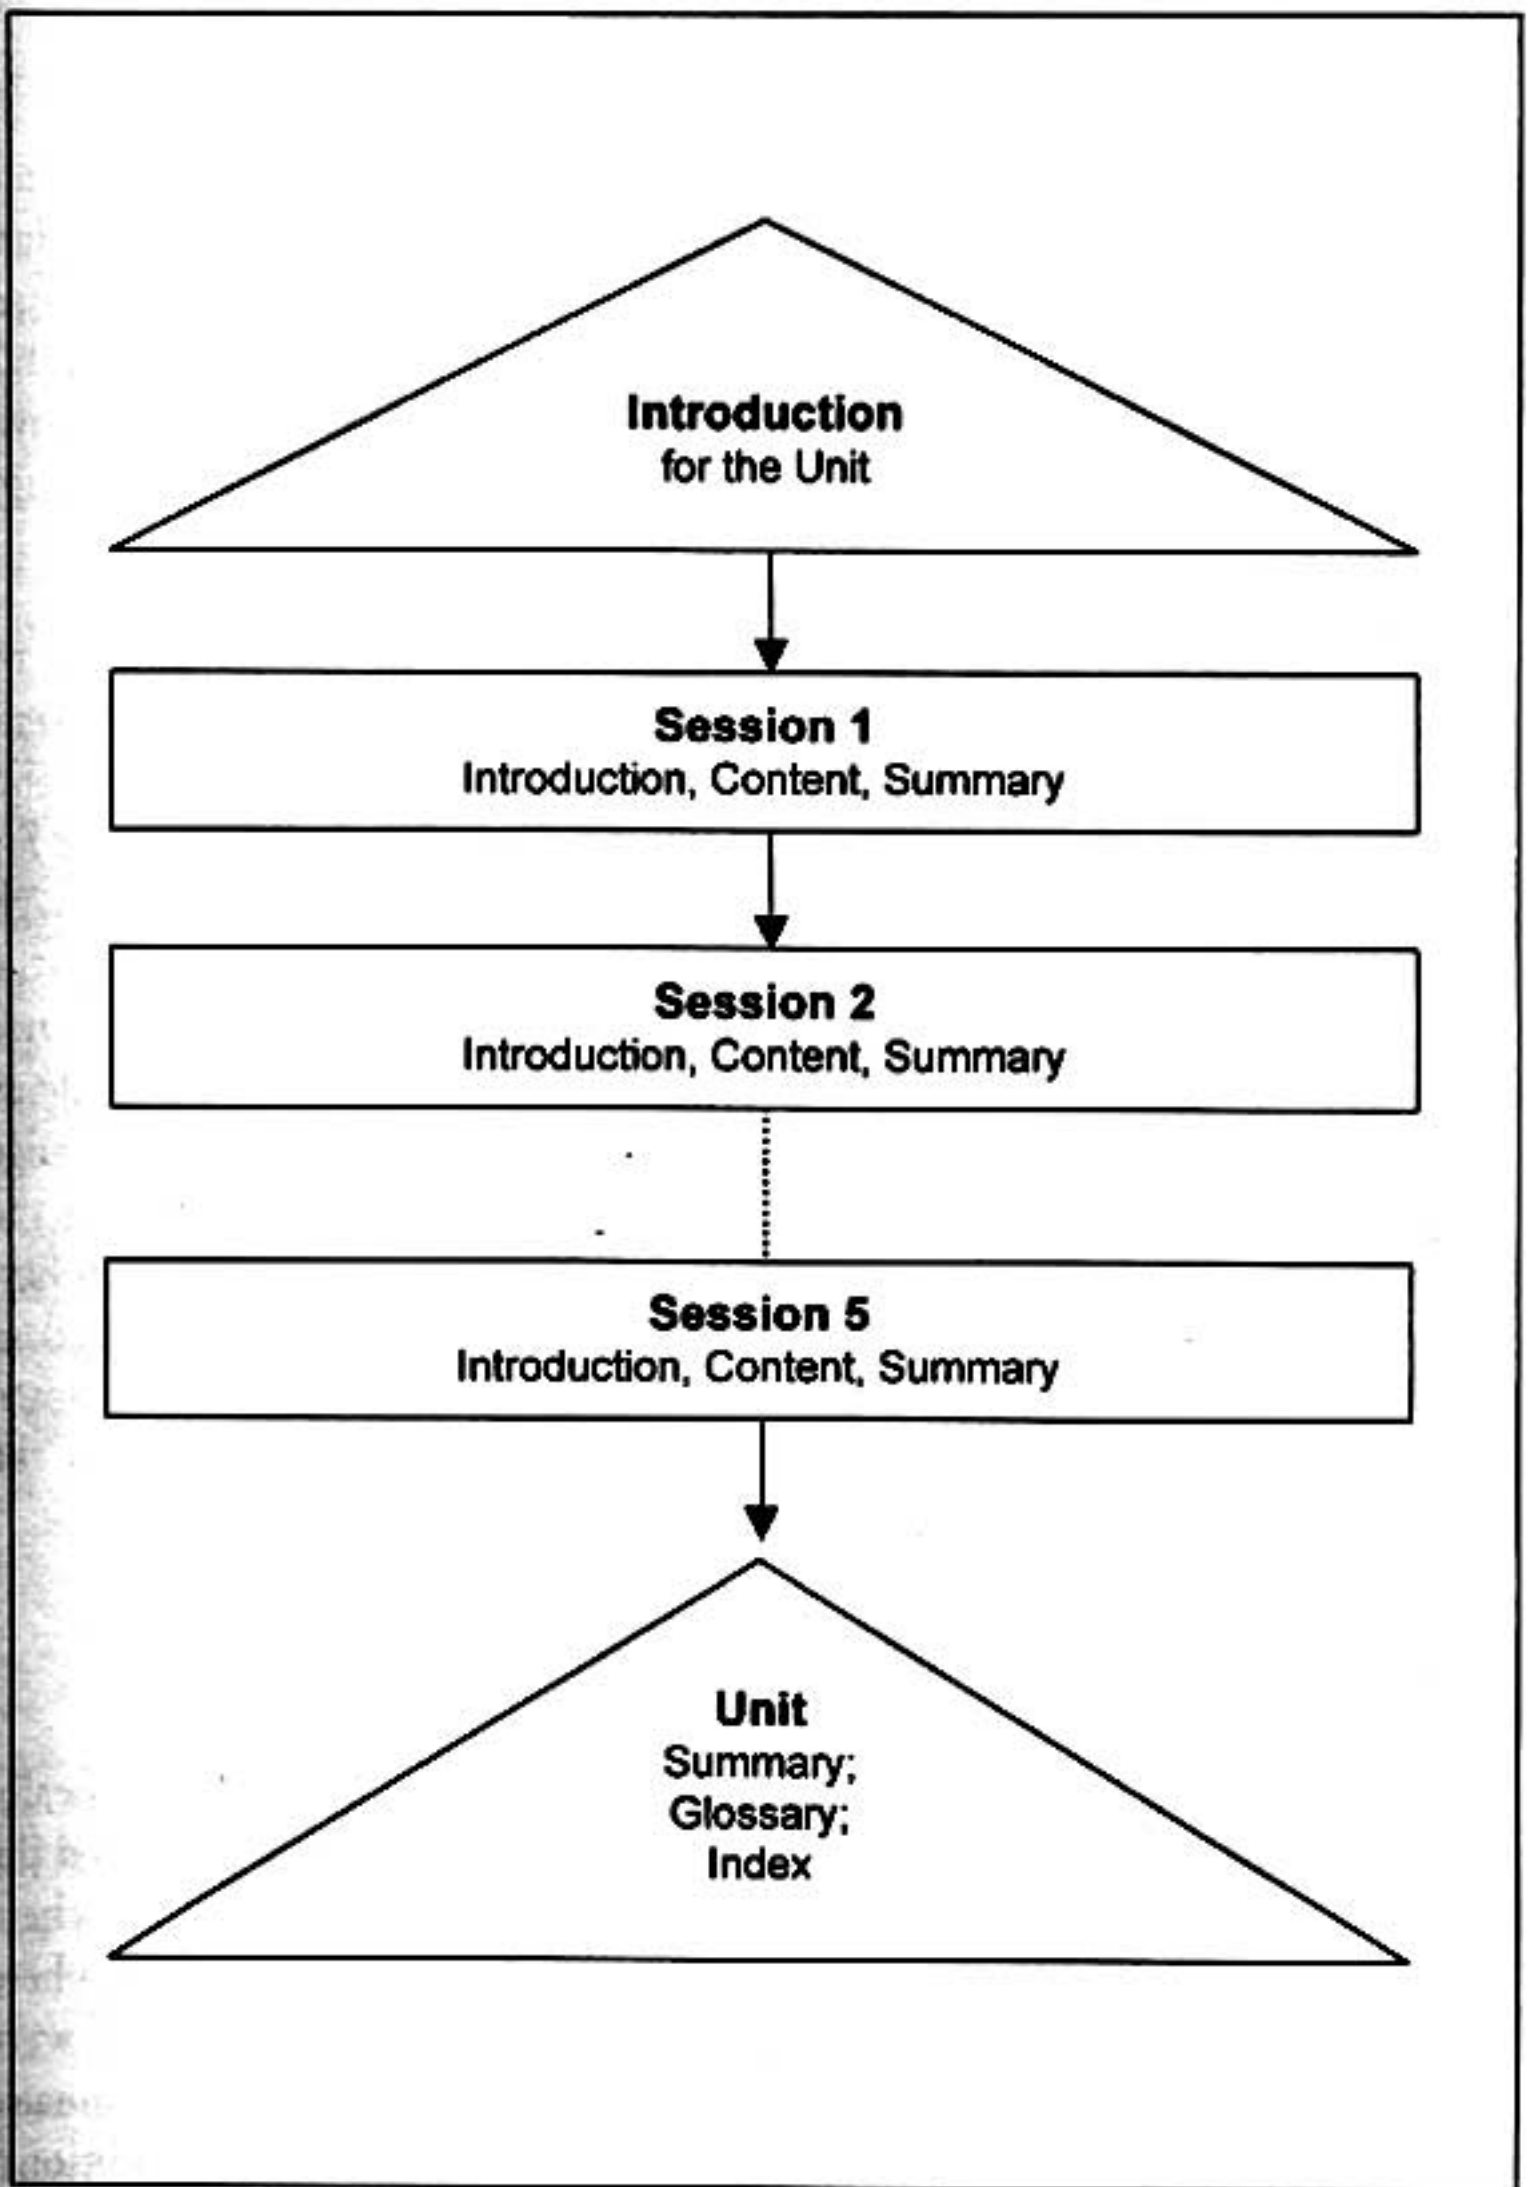 Introduction
for the Unit
Session 1
Introduction, Content, Summary
Session 2
Introduction, Content, Summary
Session 5
Introduction, Content, Summary
Unit
Summary;
Glossary;
Index